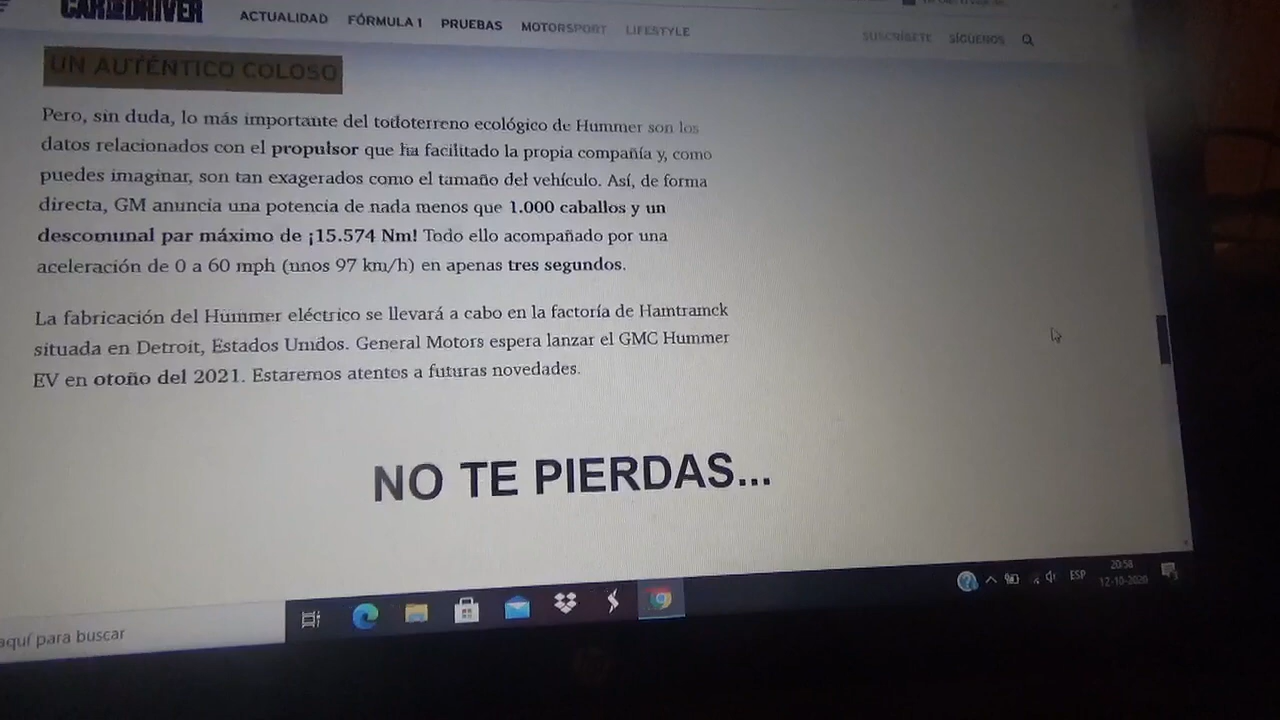 CAR AND DRIVER
ACTUALIDAD FÓRMULA 1 PRUEBAS MOTORSPORT LIFESTYLE
SUSCRÍBETE SÍGUENOS
UN AUTÉNTICO COLOSO
Pero, sin duda, lo más importante del todoterreno ecológico de Hummer son los
datos relacionados con el propulsor que ha facilitado la propia compañía y, como
puedes imaginar, son tan exagerados como el tamaño del vehículo. Así, de forma
directa, GM anuncia una potencia de nada menos que 1.000 caballos y un
descomunal par máximo de ¡15.574 Nm! Todo ello acompañado por una
aceleración de 0 a 60 mph (unos 97 km/h) en apenas tres segundos.
La fabricación del Hummer eléctrico se llevará a cabo en la factoría de Hamtramck
situada en Detroit, Estados Unidos. General Motors espera lanzar el GMC Hummer
EV en otoño del 2021. Estaremos atentos a futuras novedades.
NO TE PIERDAS...
aquí para buscar
ESP
20:58
12-10-2020